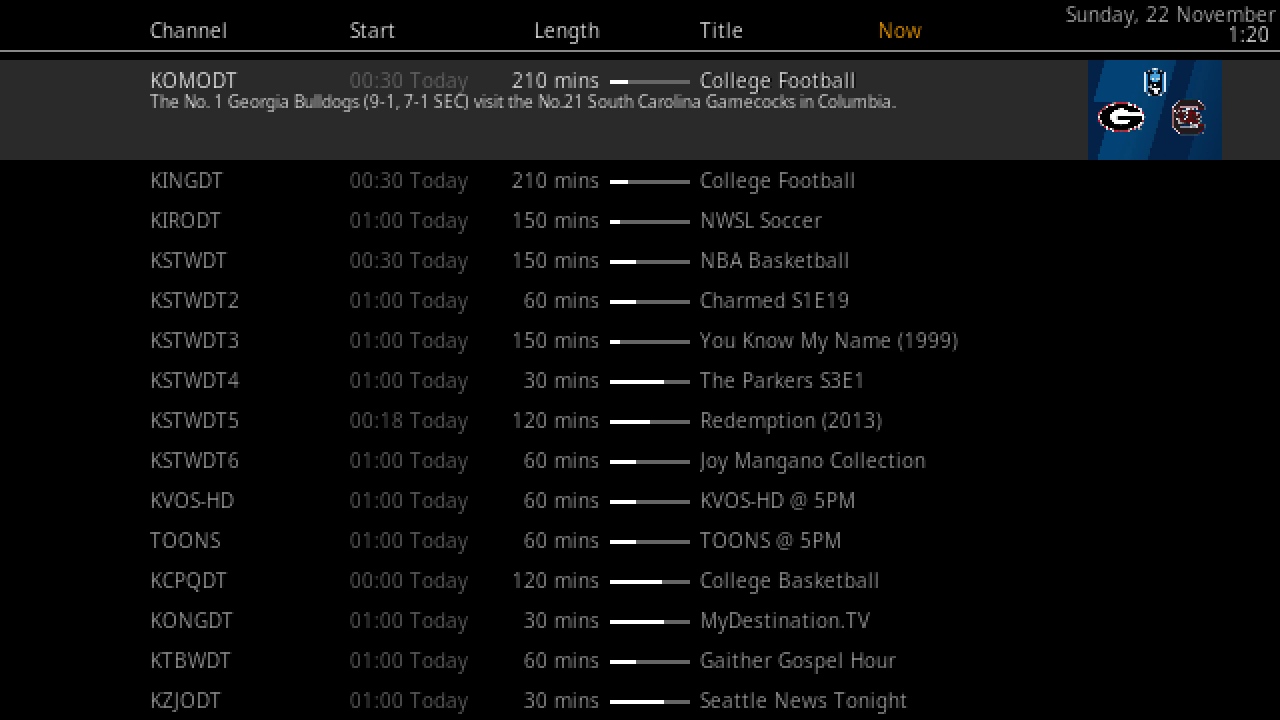 Sunday, 22 November
Channel Start Length Title Now 1:20
KOMODT 00:30 Today 210 mins College Football
The No. 1 Georgia Bulldogs (9-1, 7-1 SEC) visit the No.21 South Carolina Gamecocks in Columbia.
G C
KINGDT 00:30 Today 210 mins College Football
KIRODT 01:00 Today 150 mins NWSL Soccer
KSTWDT 00:30 Today 150 mins NBA Basketball
KSTWDT2 01:00 Today 60 mins Charmed S1E19
KSTWDT3 01:00 Today 150 mins You Know My Name (1999)
KSTWDT4 01:00 Today 30 mins The Parkers S3E1
KSTWDT5 00:18 Today 120 mins Redemption (2013)
KSTWDT6 01:00 Today 60 mins Joy Mangano Collection
KVOS-HD 01:00 Today 60 mins KVOS-HD @ 5PM
TOONS 01:00 Today 60 mins TOONS @ 5PM
KCPQDT 00:00 Today 120 mins College Basketball
KONGDT 01:00 Today 30 mins MyDestination.TV
KTBWDT 01:00 Today 60 mins Gaither Gospel Hour
KZJODT 01:00 Today 30 mins Seattle News Tonight